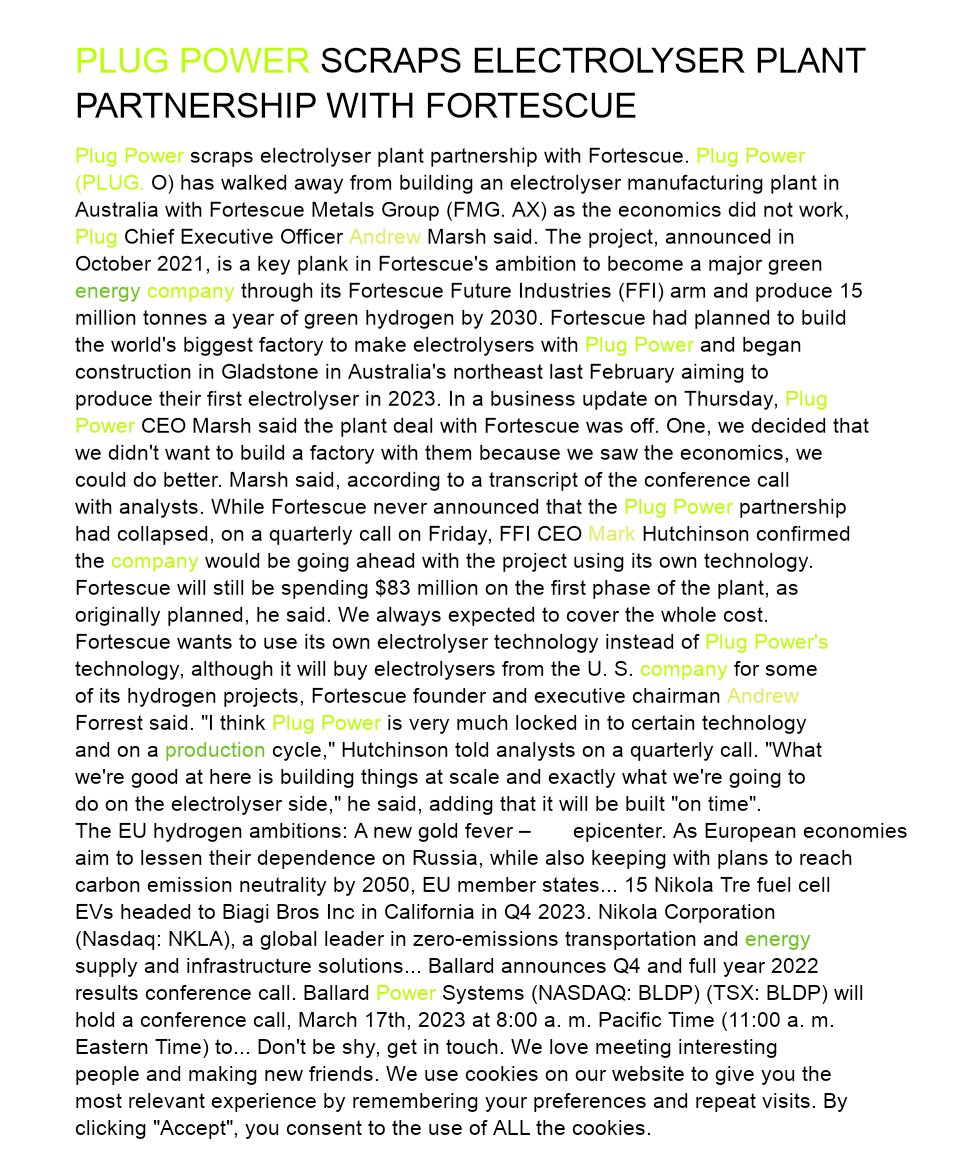 PLUG POWER SCRAPS ELECTROLYSER PLANT
PARTNERSHIP WITH FORTESCUE
Plug Power scraps electrolyser plant partnership with Fortescue. Plug Power
(PLUG. O) has walked away from building an electrolyser manufacturing plant in
Australia with Fortescue Metals Group (FMG. AX) as the economics did not work,
Plug Chief Executive Officer Andrew Marsh said. The project, announced in
October 2021, is a key plank in Fortescue's ambition to become a major green
energy company through its Fortescue Future Industries (FFI) arm and produce 15
million tonnes a year of green hydrogen by 2030. Fortescue had planned to build
the world's biggest factory to make electrolysers with Plug Power and began
construction in Gladstone in Australia's northeast last February aiming to
produce their first electrolyser in 2023. In a business update on Thursday, Plug
Power CEO Marsh said the plant deal with Fortescue was off. One, we decided that
we didn't want to build a factory with them because we saw the economics, we
could do better. Marsh said, according to a transcript of the conference call
with analysts. While Fortescue never announced that the Plug Power partnership
had collapsed, on a quarterly call on Friday, FFI CEO Mark Hutchinson confirmed
the company would be going ahead with the project using its own technology.
Fortescue will still be spending $83 million on the first phase of the plant, as
originally planned, he said. We always expected to cover the whole cost.
Fortescue wants to use its own electrolyser technology instead of Plug Power's
technology, although it will buy electrolysers from the U. S. company for some
of its hydrogen projects, Fortescue founder and executive chairman Andrew
Forrest said. "I think Plug Power is very much locked in to certain technology
and on a production cycle," Hutchinson told analysts on a quarterly call. "What
we're good at here is building things at scale and exactly what we're going to
do on the electrolyser side," he said, adding that it will be built "on time".
The EU hydrogen ambitions: A new gold fever – epicenter. As European economies
aim to lessen their dependence on Russia, while also keeping with plans to reach
carbon emission neutrality by 2050, EU member states... 15 Nikola Tre fuel cell
EVs headed to Biagi Bros Inc in California in Q4 2023. Nikola Corporation
(Nasdaq: NKLA), a global leader in zero-emissions transportation and energy
supply and infrastructure solutions... Ballard announces Q4 and full year 2022
results conference call. Ballard Power Systems (NASDAQ: BLDP) (TSX: BLDP) will
hold a conference call, March 17th, 2023 at 8:00 a. m. Pacific Time (11:00 a. m.
Eastern Time) to... Don't be shy, get in touch. We love meeting interesting
people and making new friends. We use cookies on our website to give you the
most relevant experience by remembering your preferences and repeat visits. By
clicking "Accept", you consent to the use of ALL the cookies.